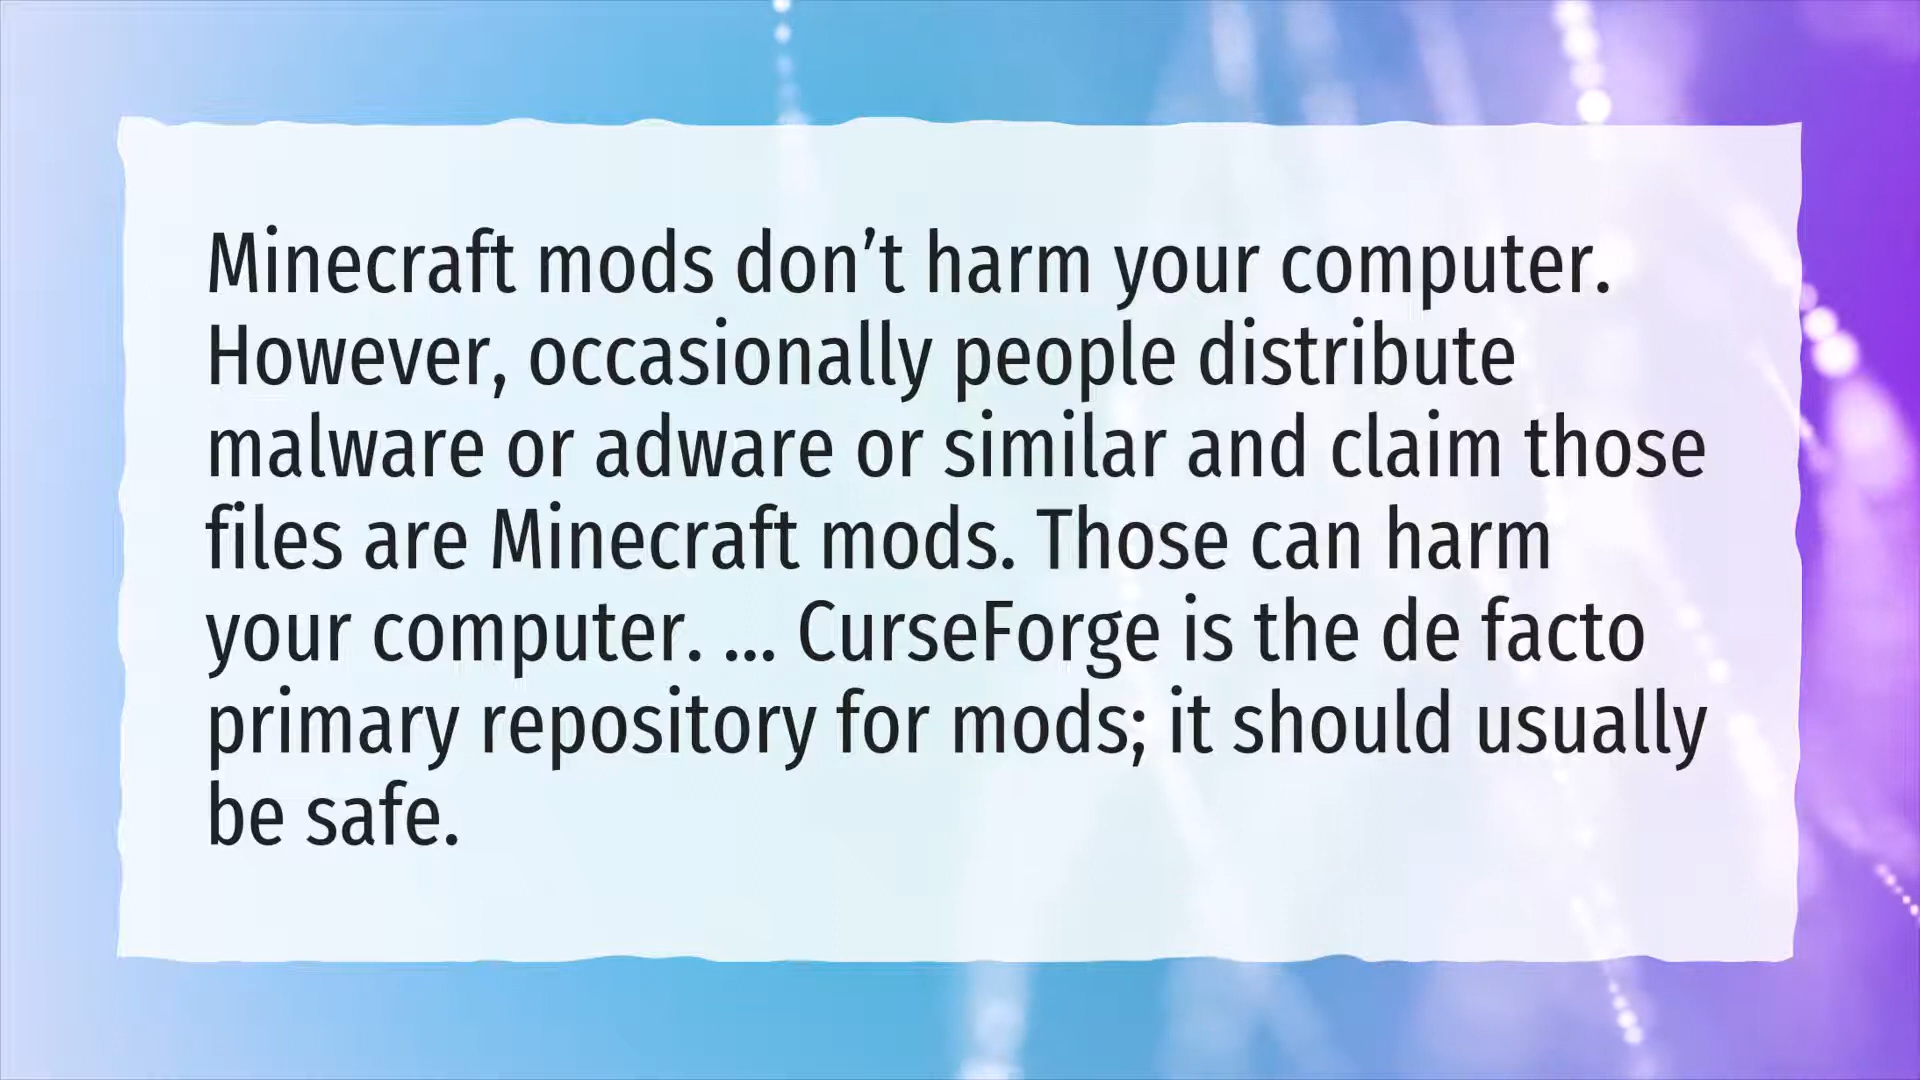 Minecraft mods don’t harm your computer.
However, occasionally people distribute
malware or adware or similar and claim those
files are Minecraft mods. Those can harm
your computer. ... CurseForge is the de facto
primary repository for mods; it should usually
be safe.